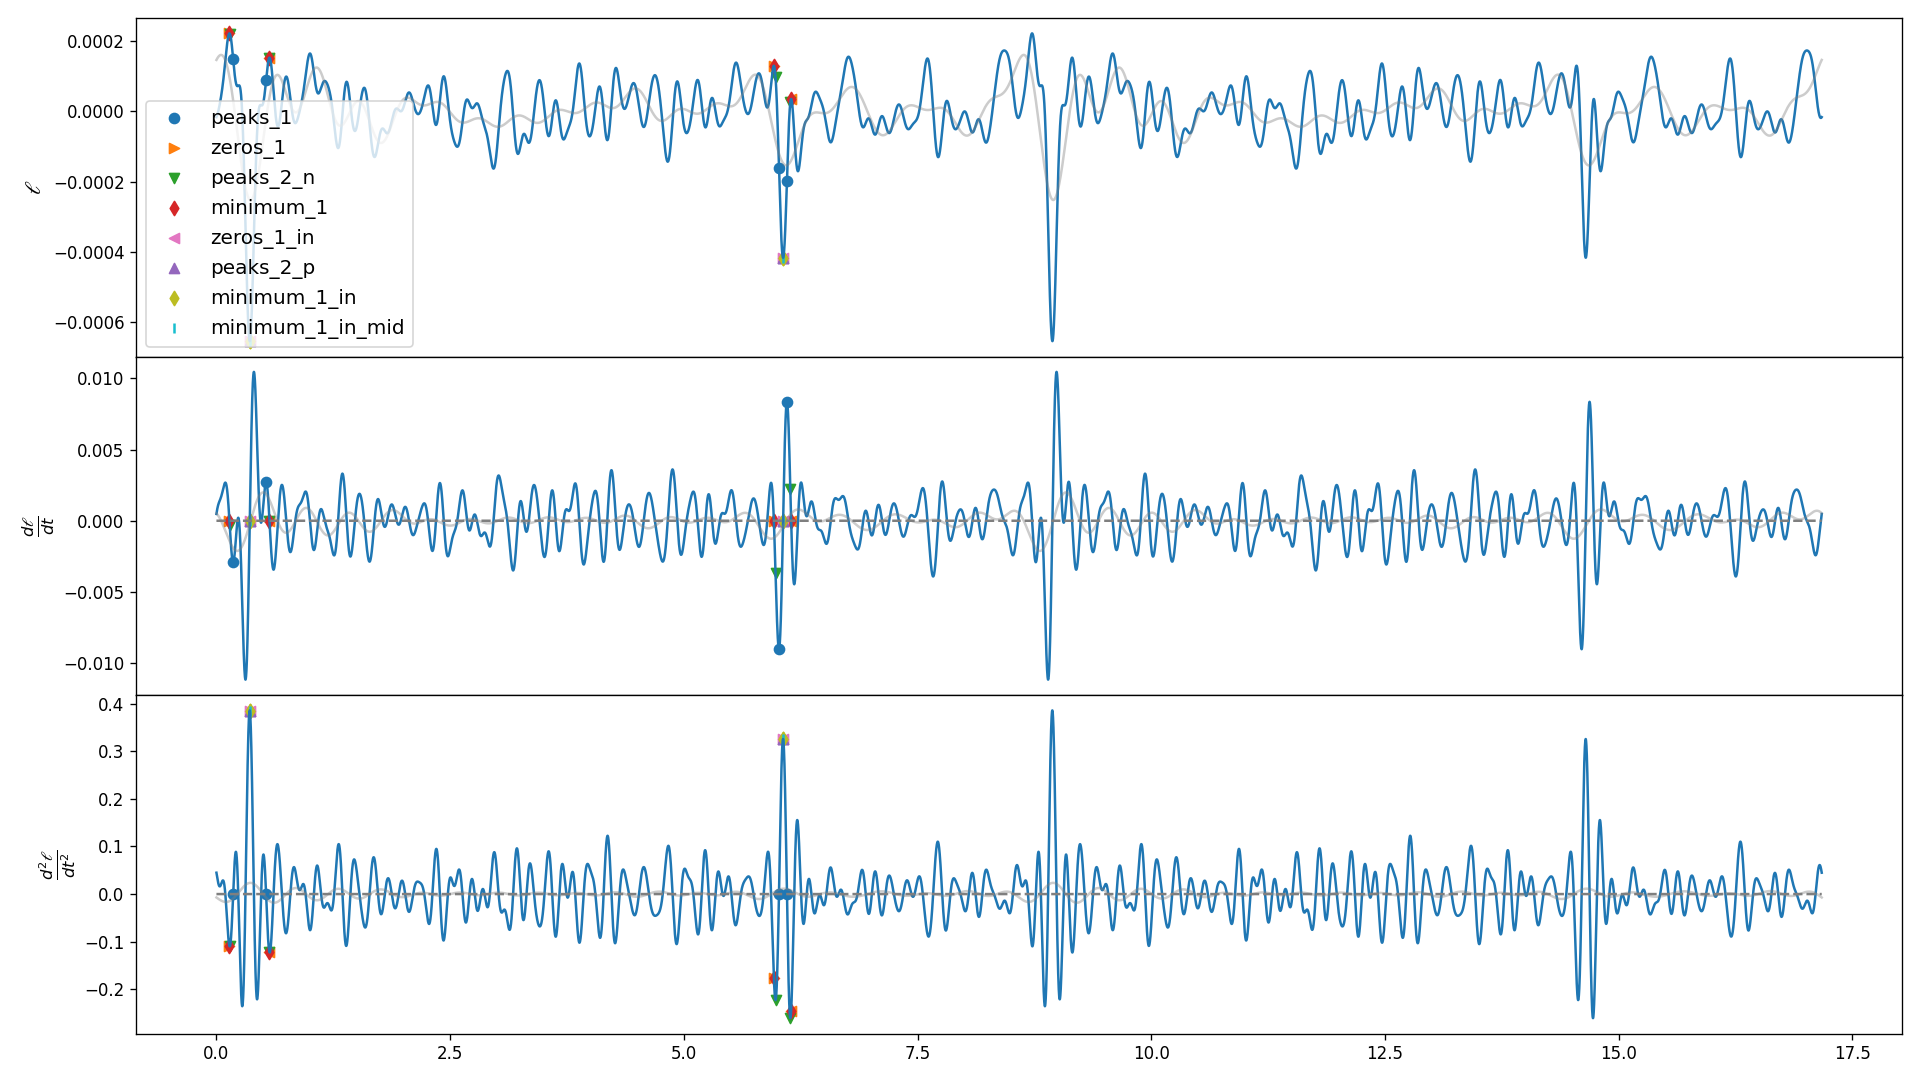 0.0002
0.0000
−0.0002
−0.0004
−0.0006
ℓ
peaks_1
zeros_1
peaks_2_n
minimum_1
zeros_1_in
peaks_2_p
minimum_1_in
minimum_1_in_mid
0.010
0.005
0.000
−0.005
−0.010
dℓ
dt
0.4
0.3
0.2
0.1
0.0
−0.1
−0.2
d²ℓ
dt²
0.0 2.5 5.0 7.5 10.0 12.5 15.0 17.5